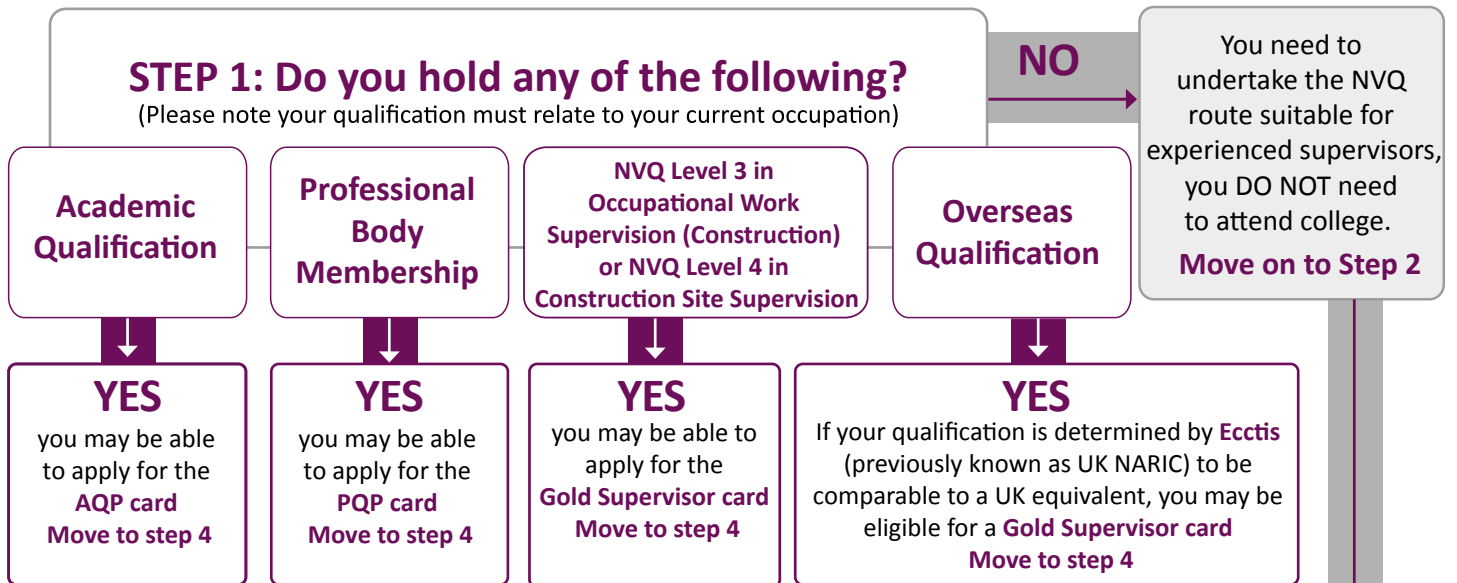 STEP 1: Do you hold any of the following?
(Please note your qualification must relate to your current occupation)
NO
You need to
undertake the NVQ
route suitable for
experienced supervisors,
you DO NOT need
to attend college.
Move on to Step 2
Academic
Qualification
Professional
Body
Membership
NVQ Level 3 in
Occupational Work
Supervision (Construction)
or NVQ Level 4 in
Construction Site Supervision
Overseas
Qualification
YES
you may be able
to apply for the
AQP card
Move to step 4
YES
you may be able
to apply for the
PQP card
Move to step 4
YES
you may be able to
apply for the
Gold Supervisor card
Move to step 4
YES
If your qualification is determined by Ecctis
(previously known as UK NARIC) to be
comparable to a UK equivalent, you may be
eligible for a Gold Supervisor card
Move to step 4